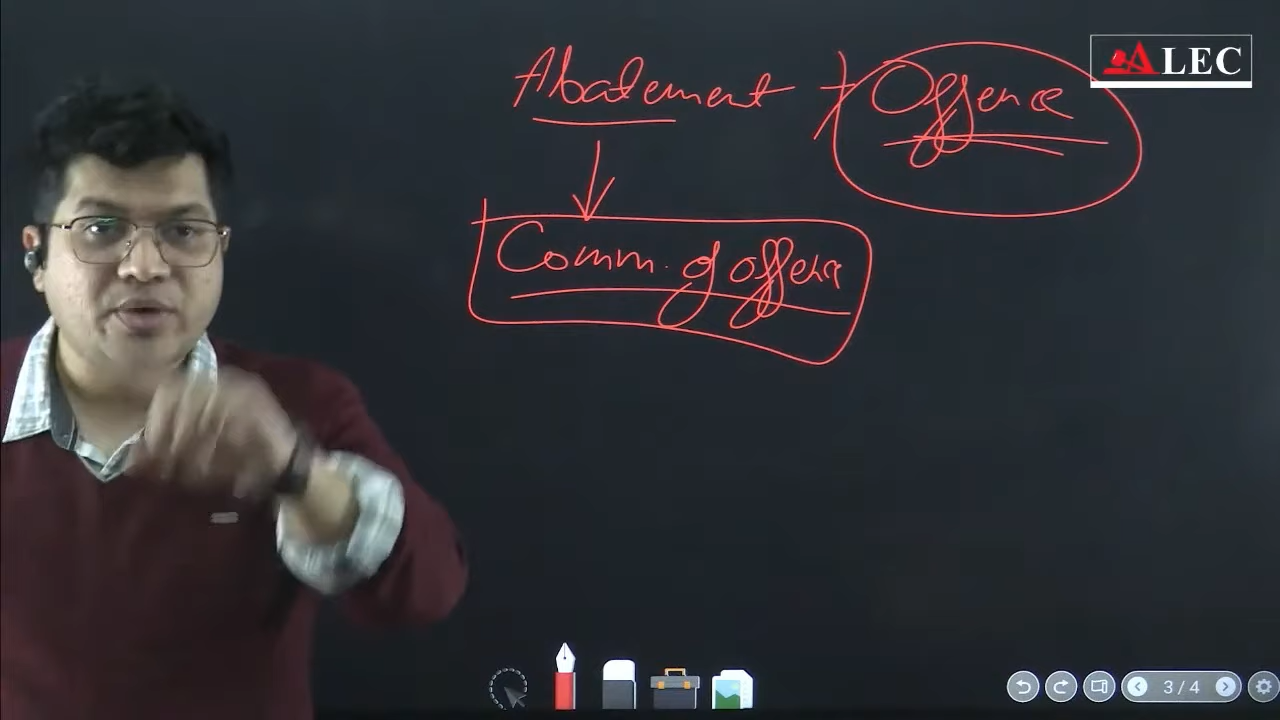 Abatement + Offence
Comm. of offence
ALEC
3 / 4